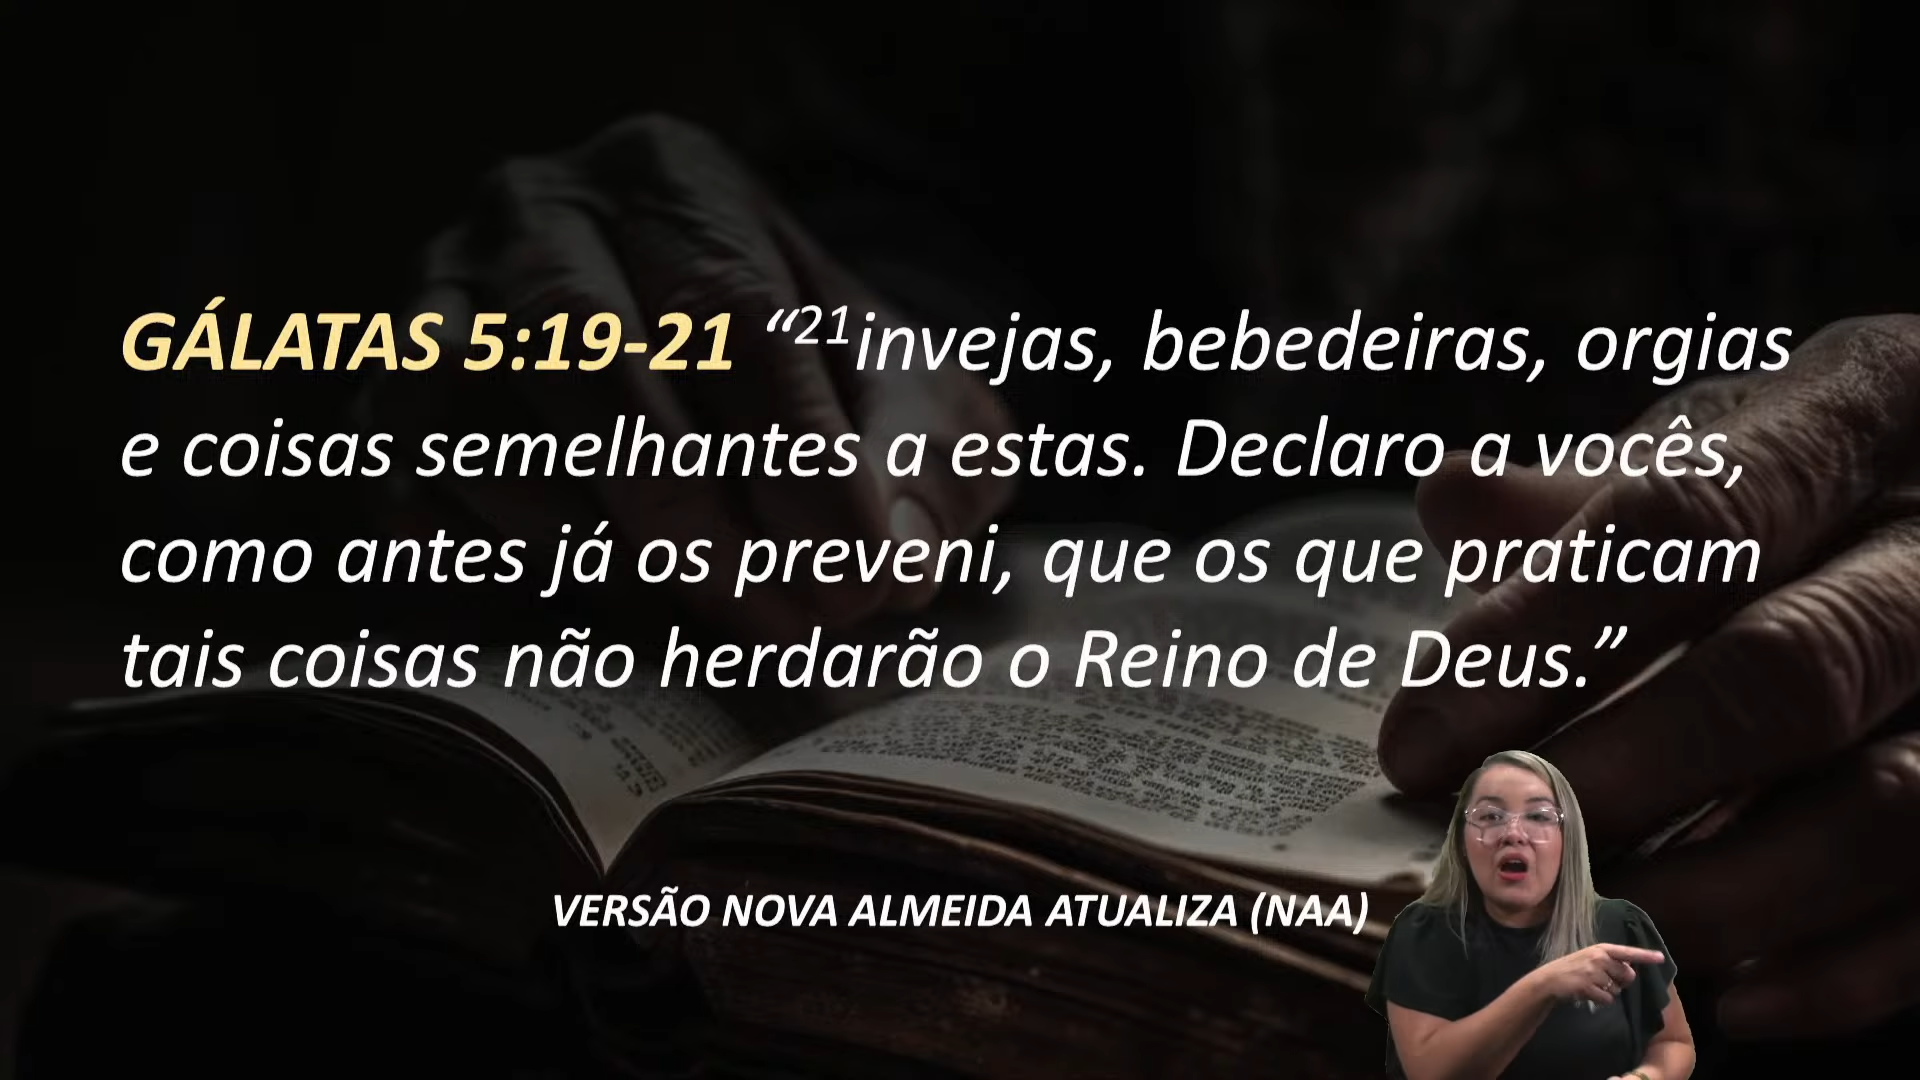 GÁLATAS 5:19-21 “²¹invejas, bebedeiras, orgias
e coisas semelhantes a estas. Declaro a vocês,
como antes já os preveni, que os que praticam
tais coisas não herdarão o Reino de Deus.”
VERSÃO NOVA ALMEIDA ATUALIZA (NAA)